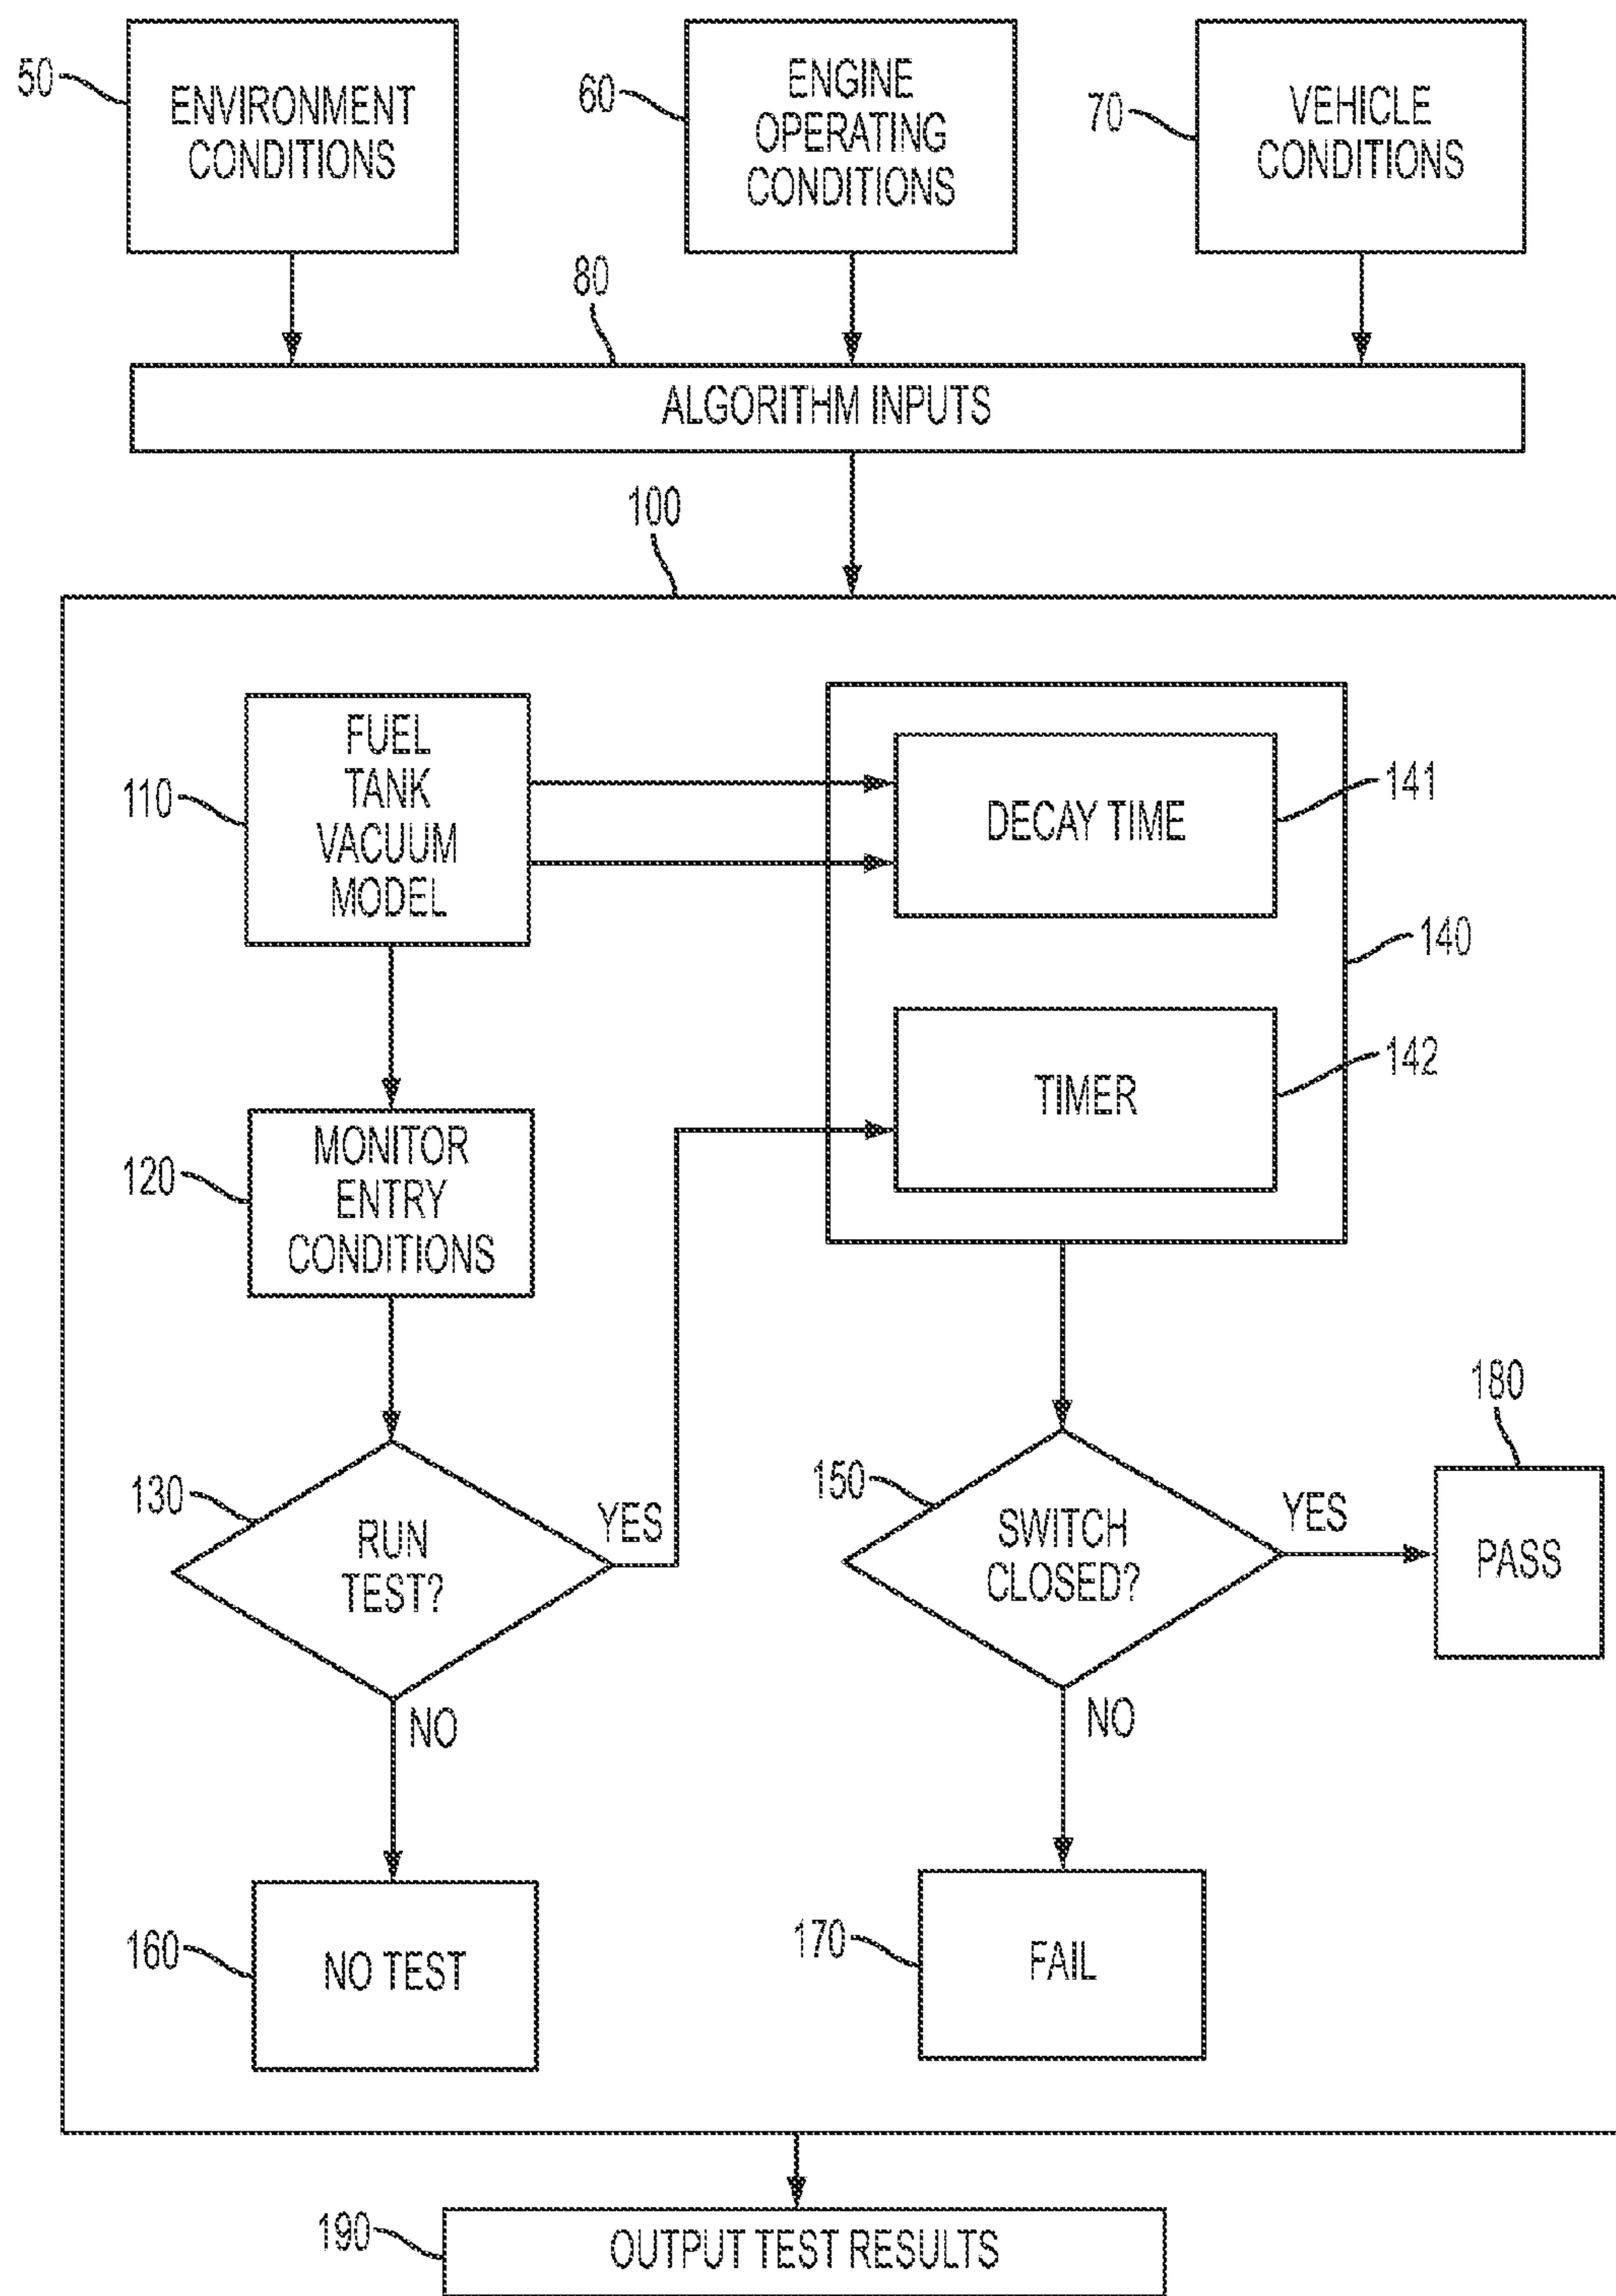 50
ENVIRONMENT
CONDITIONS
60
ENGINE
OPERATING
CONDITIONS
70
VEHICLE
CONDITIONS
80
ALGORITHM INPUTS
100
110
FUEL
TANK
VACUUM
MODEL
DECAY TIME
141
140
TIMER
142
120
MONITOR
ENTRY
CONDITIONS
130
RUN
TEST?
YES
NO
150
SWITCH
CLOSED?
YES
NO
180
PASS
160
NO TEST
170
FAIL
190
OUTPUT TEST RESULTS